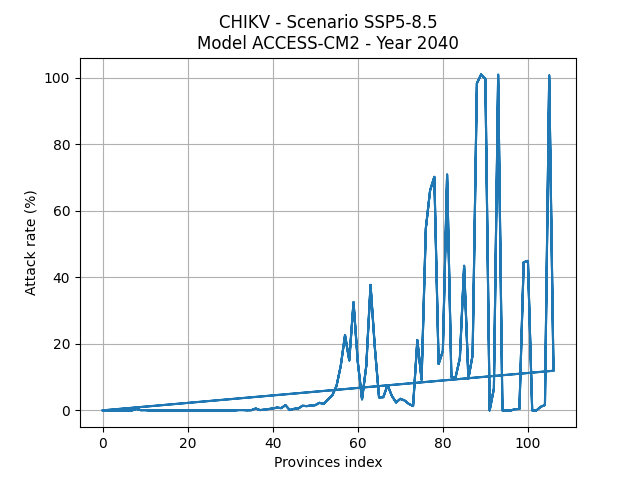 CHIKV - Scenario SSP5-8.5
Model ACCESS-CM2 - Year 2040
Attack rate (%)
100
80
60
40
20
0
0 20 40 60 80 100
Provinces index